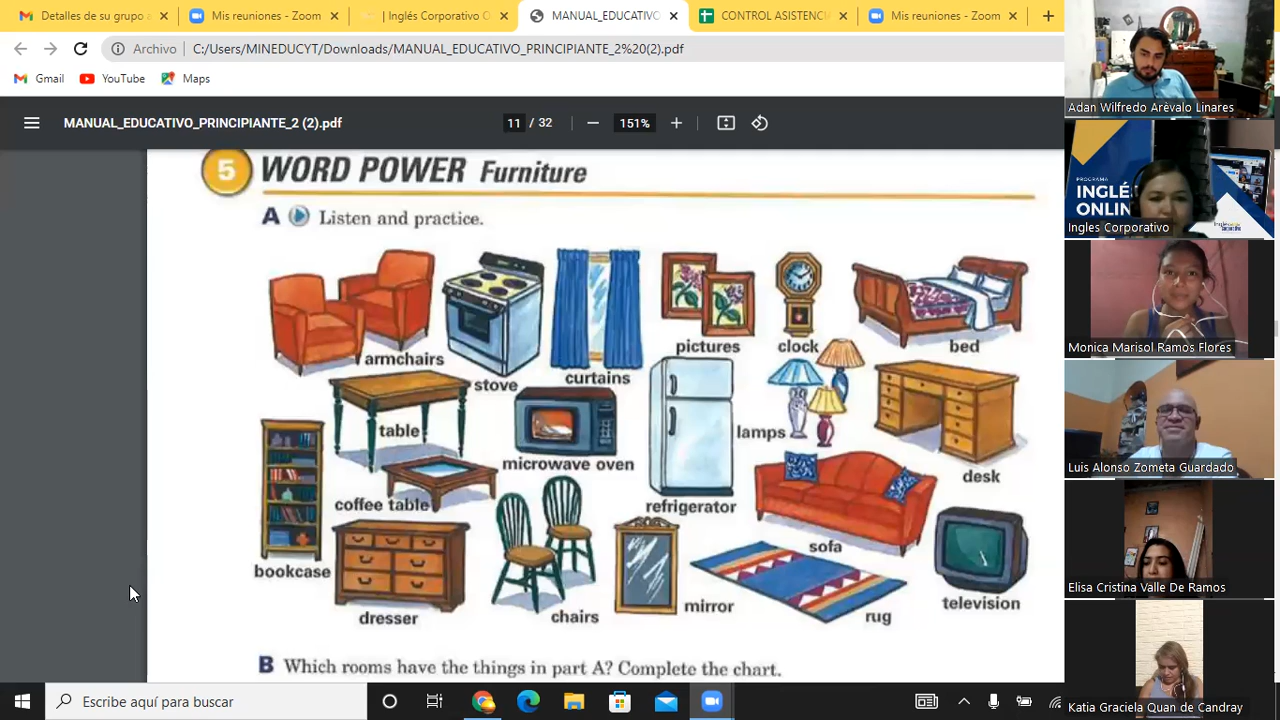 Detalles de su grupo a
Mis reuniones - Zoom
| Inglés Corporativo O
MANUAL_EDUCATIVO
CONTROL ASISTENCI
Mis reuniones - Zoom
Archivo
C:/Users/MINEDUCYT/Downloads/MANUAL_EDUCATIVO_PRINCIPIANTE_2%20(2).pdf
Gmail
YouTube
Maps
MANUAL_EDUCATIVO_PRINCIPIANTE_2 (2).pdf
11 / 32
151%
5 WORD POWER Furniture
A Listen and practice.
armchairs
stove
curtains
pictures
clock
bed
table
microwave oven
lamps
desk
coffee table
refrigerator
sofa
bookcase
dresser
chairs
mirror
rug
television
B Which rooms have the things in part A? Complete the chart.
Escribe aquí para buscar
Adan Wilfredo Arèvalo Linares
PROGRAMA
INGLÉS
ONLIN
Ingles Corporativo
Monica Marisol Ramos Flores
Luis Alonso Zometa Guardado
Elisa Cristina Valle De Ramos
Katia Graciela Quan de Candray